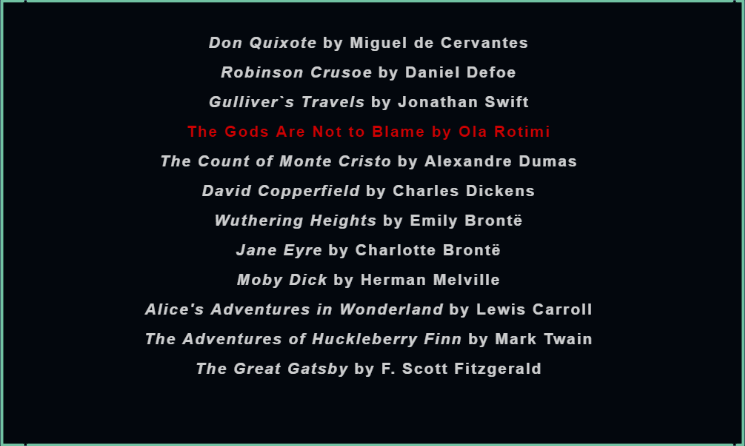 Don Quixote by Miguel de Cervantes
Robinson Crusoe by Daniel Defoe
Gulliver`s Travels by Jonathan Swift
The Gods Are Not to Blame by Ola Rotimi
The Count of Monte Cristo by Alexandre Dumas
David Copperfield by Charles Dickens
Wuthering Heights by Emily Brontë
Jane Eyre by Charlotte Brontë
Moby Dick by Herman Melville
Alice's Adventures in Wonderland by Lewis Carroll
The Adventures of Huckleberry Finn by Mark Twain
The Great Gatsby by F. Scott Fitzgerald